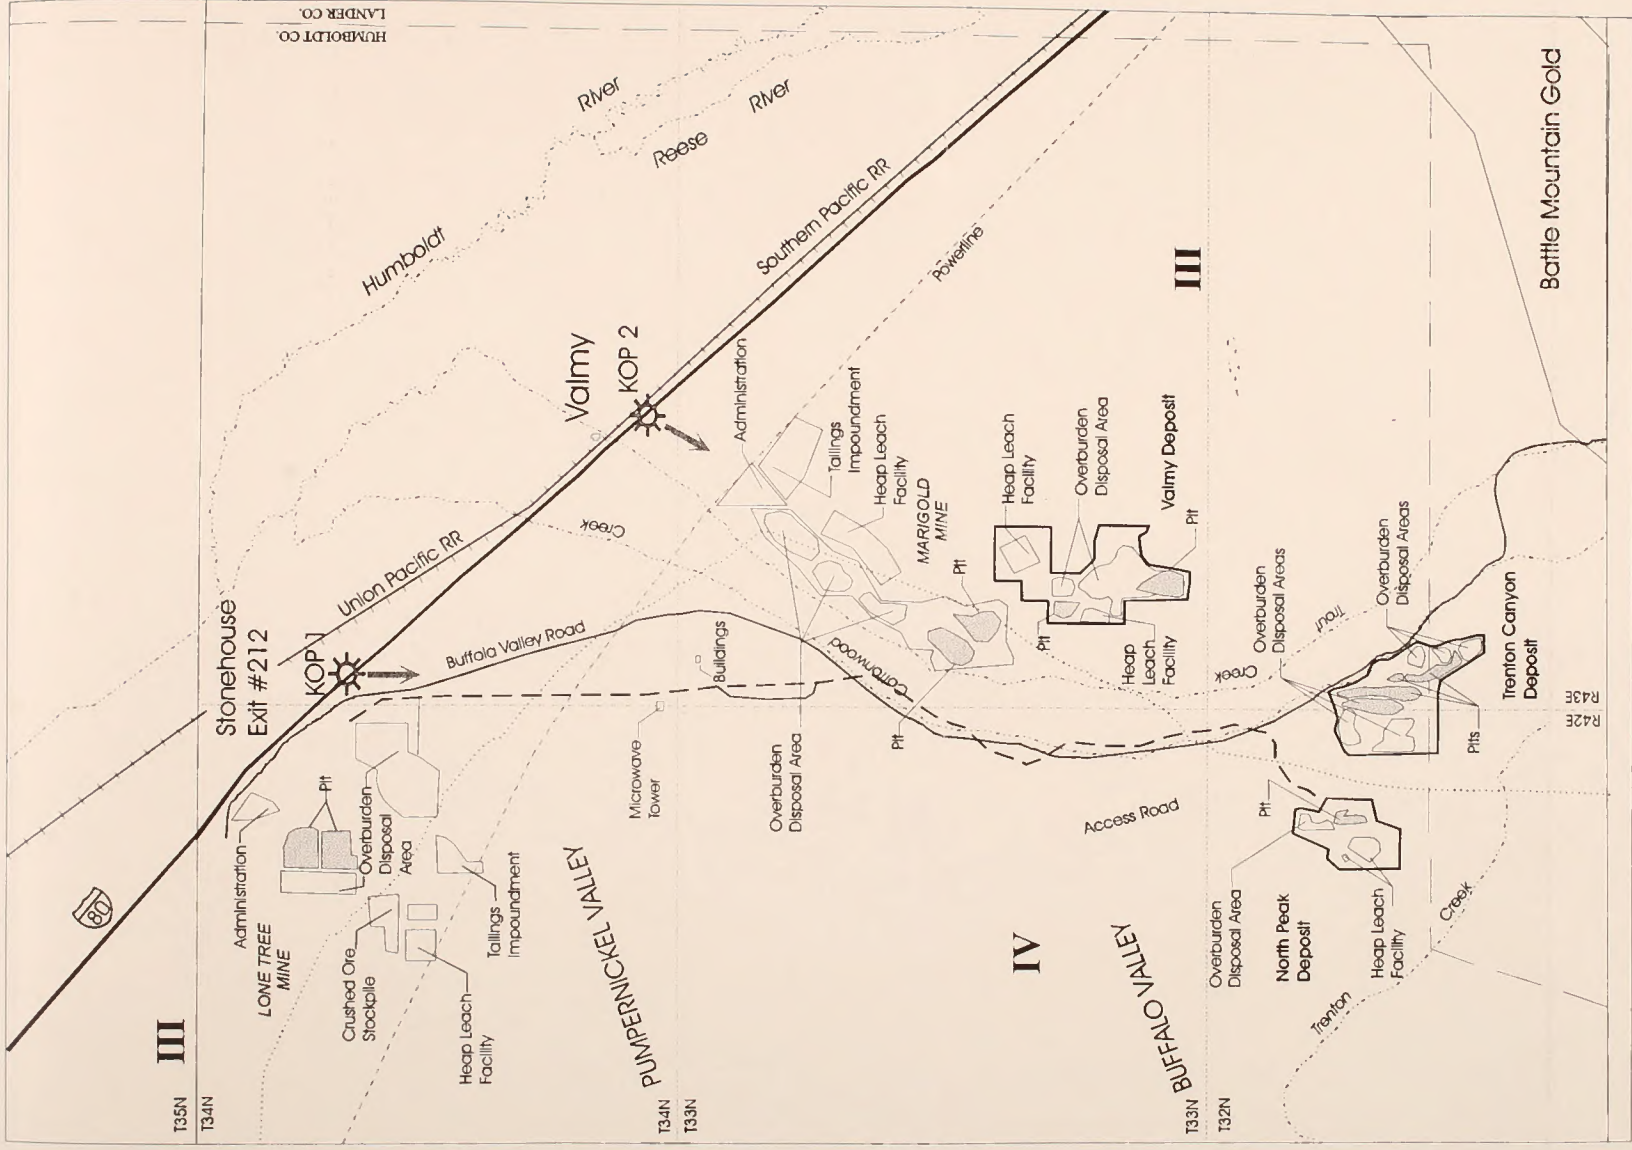 LANDER CO.
HUMBOLDT CO.
River
River
Reese
Humboldt
Southern Pacific RR
Powerline
Battle Mountain Gold
III
Valmy
KOP 2
Administration
Tailings
Impoundment
Heap Leach
Facility
MARIGOLD
MINE
Heap Leach
Facility
Overburden
Disposal Area
Valmy Deposit
Pit
Creek
Union Pacific RR
Stonehouse
Exit #212
KOP 1
Buffola Valley Road
Buildings
Cottonwood
Pit
Pit
Heap
Leach
Facility
Creek
Trout
Overburden
Disposal Areas
Overburden
Disposal Areas
Trenton Canyon
Deposit
R43E
R42E
Pits
Pit
Microwave
Tower
Overburden
Disposal Area
Pit
Access Road
Pit
Overburden
Disposal
Area
Administration
80
LONE TREE
MINE
Crushed Ore
Stockpile
Tailings
Impoundment
Heap Leach
Facility
PUMPERNICKEL VALLEY
IV
BUFFALO VALLEY
Overburden
Disposal Area
North Peak
Deposit
Heap Leach
Facility
Creek
Trenton
III
T35N
T34N
T34N
T33N
T33N
T32N